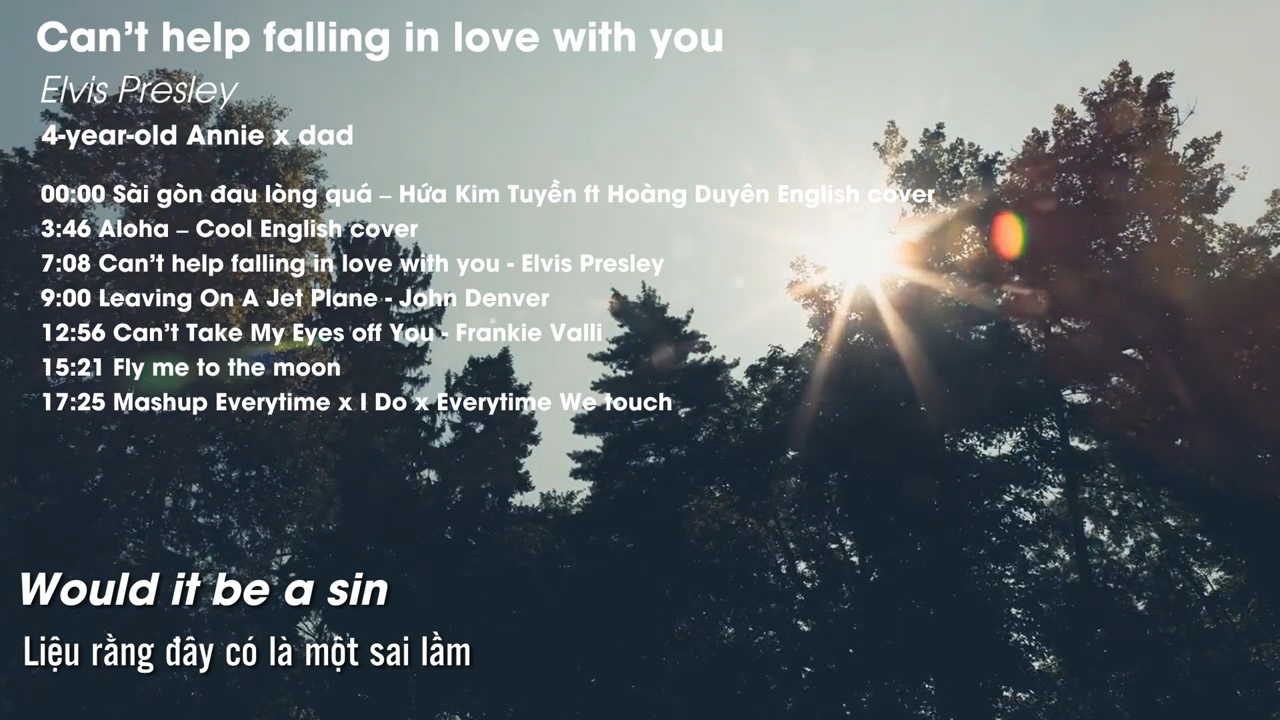 Can’t help falling in love with you
Elvis Presley
4-year-old Annie x dad
00:00 Sài gòn đau lòng quá – Hứa Kim Tuyền ft Hoàng Duyên English cover
3:46 Aloha – Cool English cover
7:08 Can’t help falling in love with you - Elvis Presley
9:00 Leaving On A Jet Plane - John Denver
12:56 Can’t Take My Eyes off You - Frankie Valli
15:21 Fly me to the moon
17:25 Mashup Everytime x I Do x Everytime We touch
Would it be a sin
Liệu rằng đây có là một sai lầm